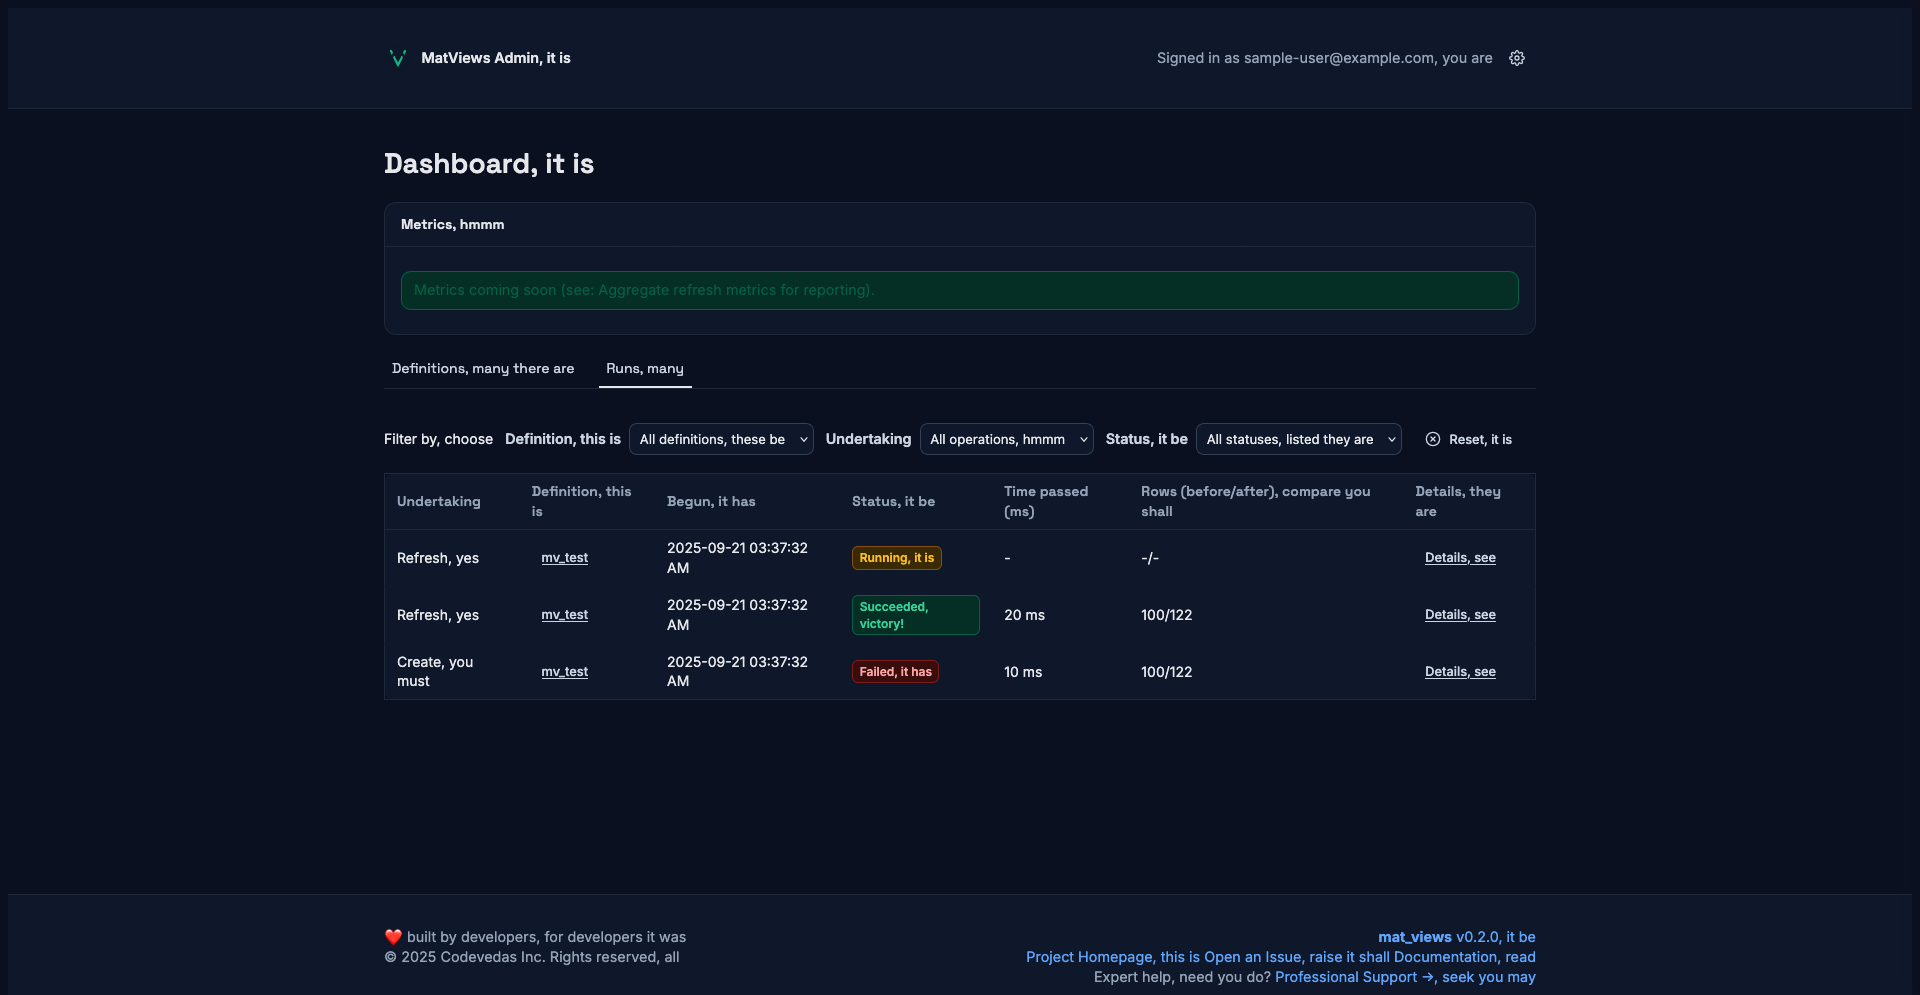 MatViews Admin, it is
Signed in as sample-user@example.com, you are
Dashboard, it is
Metrics, hmmm
Metrics coming soon (see: Aggregate refresh metrics for reporting).
Definitions, many there are
Runs, many
Filter by, choose
Definition, this is
All definitions, these be
Undertaking
All operations, hmmm
Status, it be
All statuses, listed they are
Reset, it is
Undertaking
Definition, this
is
Begun, it has
Status, it be
Time passed
(ms)
Rows (before/after), compare you
shall
Details, they
are
Refresh, yes
mv_test
2025-09-21 03:37:32
AM
Running, it is
-
-/-
Details, see
Refresh, yes
mv_test
2025-09-21 03:37:32
AM
Succeeded,
victory!
20 ms
100/122
Details, see
Create, you
must
mv_test
2025-09-21 03:37:32
AM
Failed, it has
10 ms
100/122
Details, see
❤️ built by developers, for developers it was
© 2025 Codevedas Inc. Rights reserved, all
mat_views v0.2.0, it be
Project Homepage, this is Open an Issue, raise it shall Documentation, read
Expert help, need you do? Professional Support →, seek you may